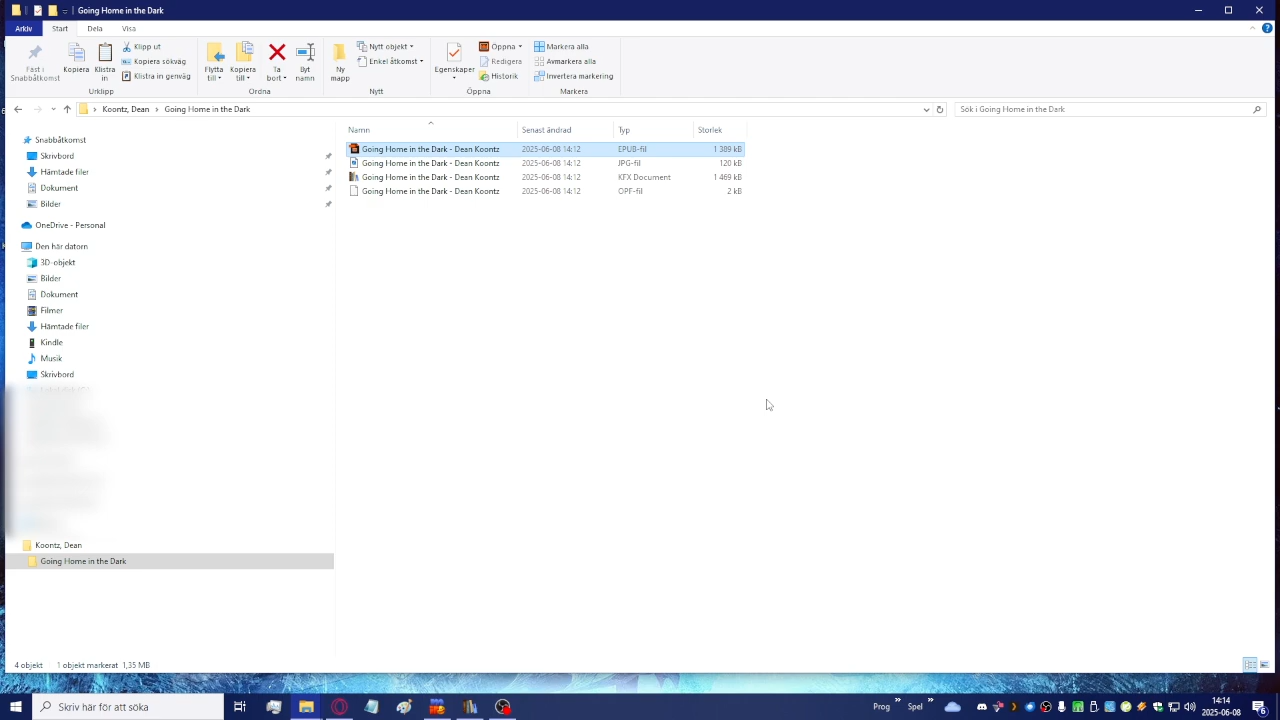 Going Home in the Dark
Arkiv Start Dela Visa
Fäst i Snabbåtkomst
Kopiera
Klistra in
Klipp ut
Kopiera sökväg
Klistra in genväg
Urklipp
Flytta till
Kopiera till
Ta bort
Byt namn
Ordna
Ny mapp
Nytt objekt
Enkel åtkomst
Nytt
Egenskaper
Öppna
Redigera
Historik
Öppna
Markera alla
Avmarkera alla
Invertera markering
Markera
Koontz, Dean › Going Home in the Dark
Sök i Going Home in the Dark
Snabbåtkomst
Skrivbord
Hämtade filer
Dokument
Bilder
OneDrive - Personal
Den här datorn
3D-objekt
Bilder
Dokument
Filmer
Hämtade filer
Kindle
Musik
Skrivbord
Koontz, Dean
Going Home in the Dark
Namn Senast ändrad Typ Storlek
Going Home in the Dark - Dean Koontz 2025-06-08 14:12 EPUB-fil 1 389 kB
Going Home in the Dark - Dean Koontz 2025-06-08 14:12 JPG-fil 120 kB
Going Home in the Dark - Dean Koontz 2025-06-08 14:12 KFX Document 1 469 kB
Going Home in the Dark - Dean Koontz 2025-06-08 14:12 OPF-fil 2 kB
4 objekt 1 objekt markerat 1,35 MB
Skriv här för att söka
Prog » Spel »
14:14
2025-06-08
6